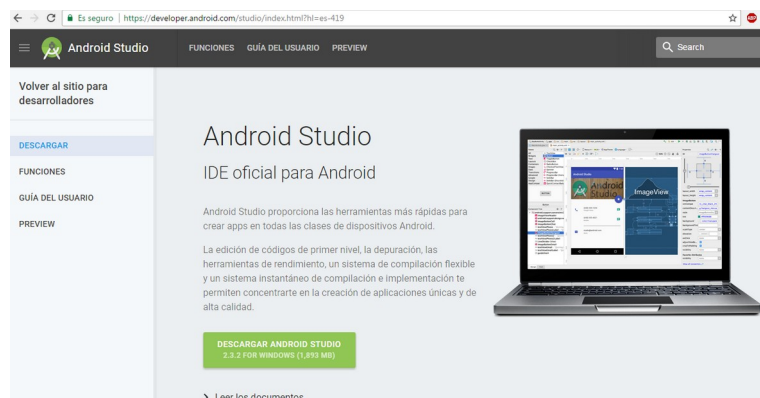 Es seguro | https://developer.android.com/studio/index.html?hl=es-419
Android Studio
FUNCIONES GUÍA DEL USUARIO PREVIEW
Search
Volver al sitio para
desarrolladores
DESCARGAR
FUNCIONES
GUÍA DEL USUARIO
PREVIEW
Android Studio
IDE oficial para Android
Android Studio proporciona las herramientas más rápidas para
crear apps en todas las clases de dispositivos Android.
La edición de códigos de primer nivel, la depuración, las
herramientas de rendimiento, un sistema de compilación flexible
y un sistema instantáneo de compilación e implementación te
permiten concentrarte en la creación de aplicaciones únicas y de
alta calidad.
DESCARGAR ANDROID STUDIO
2.3.2 FOR WINDOWS (1,893 MB)
Leer los documentos
Android Studio
Android
Studio
ImageView